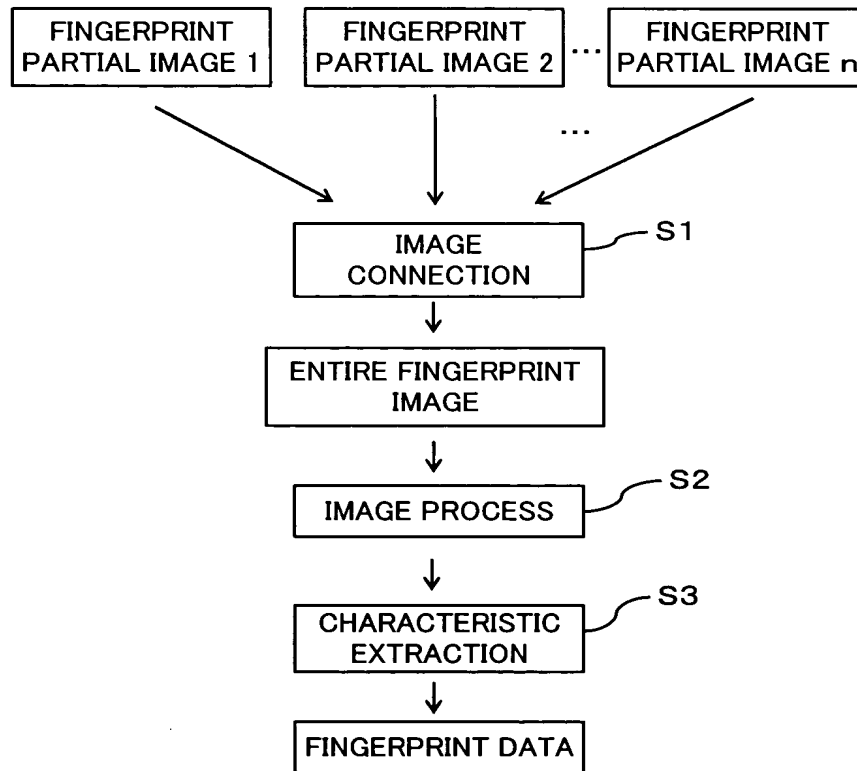 FINGERPRINT
PARTIAL IMAGE 1
FINGERPRINT
PARTIAL IMAGE 2
...
FINGERPRINT
PARTIAL IMAGE n
...
IMAGE
CONNECTION
S1
ENTIRE FINGERPRINT
IMAGE
IMAGE PROCESS
S2
CHARACTERISTIC
EXTRACTION
S3
FINGERPRINT DATA